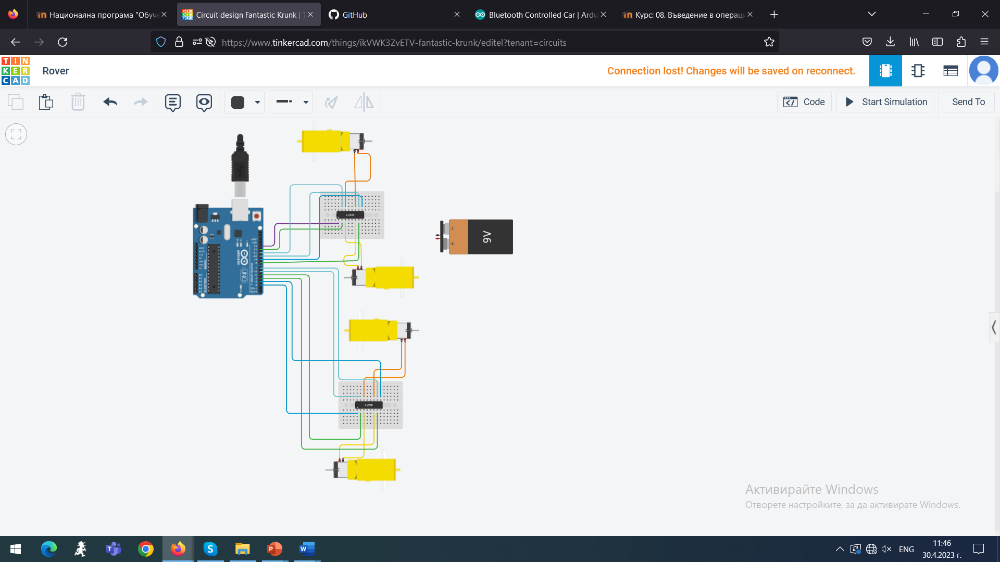 Национална програма "Обуче
Circuit design Fantastic Krunk | T
GitHub
Bluetooth Controlled Car | Ardu
Курс: 08. Въведение в операци
https://www.tinkercad.com/things/ikVWK3ZvETV-fantastic-krunk/editel?tenant=circuits
TINKERCAD
Rover
Connection lost! Changes will be saved on reconnect.
Code
Start Simulation
Send To
L293D
9V
ARDUINO
UNO
L293D
Активирайте Windows
Отворете настройките, за да активирате Windows.
ENG
11:46
30.4.2023 г.